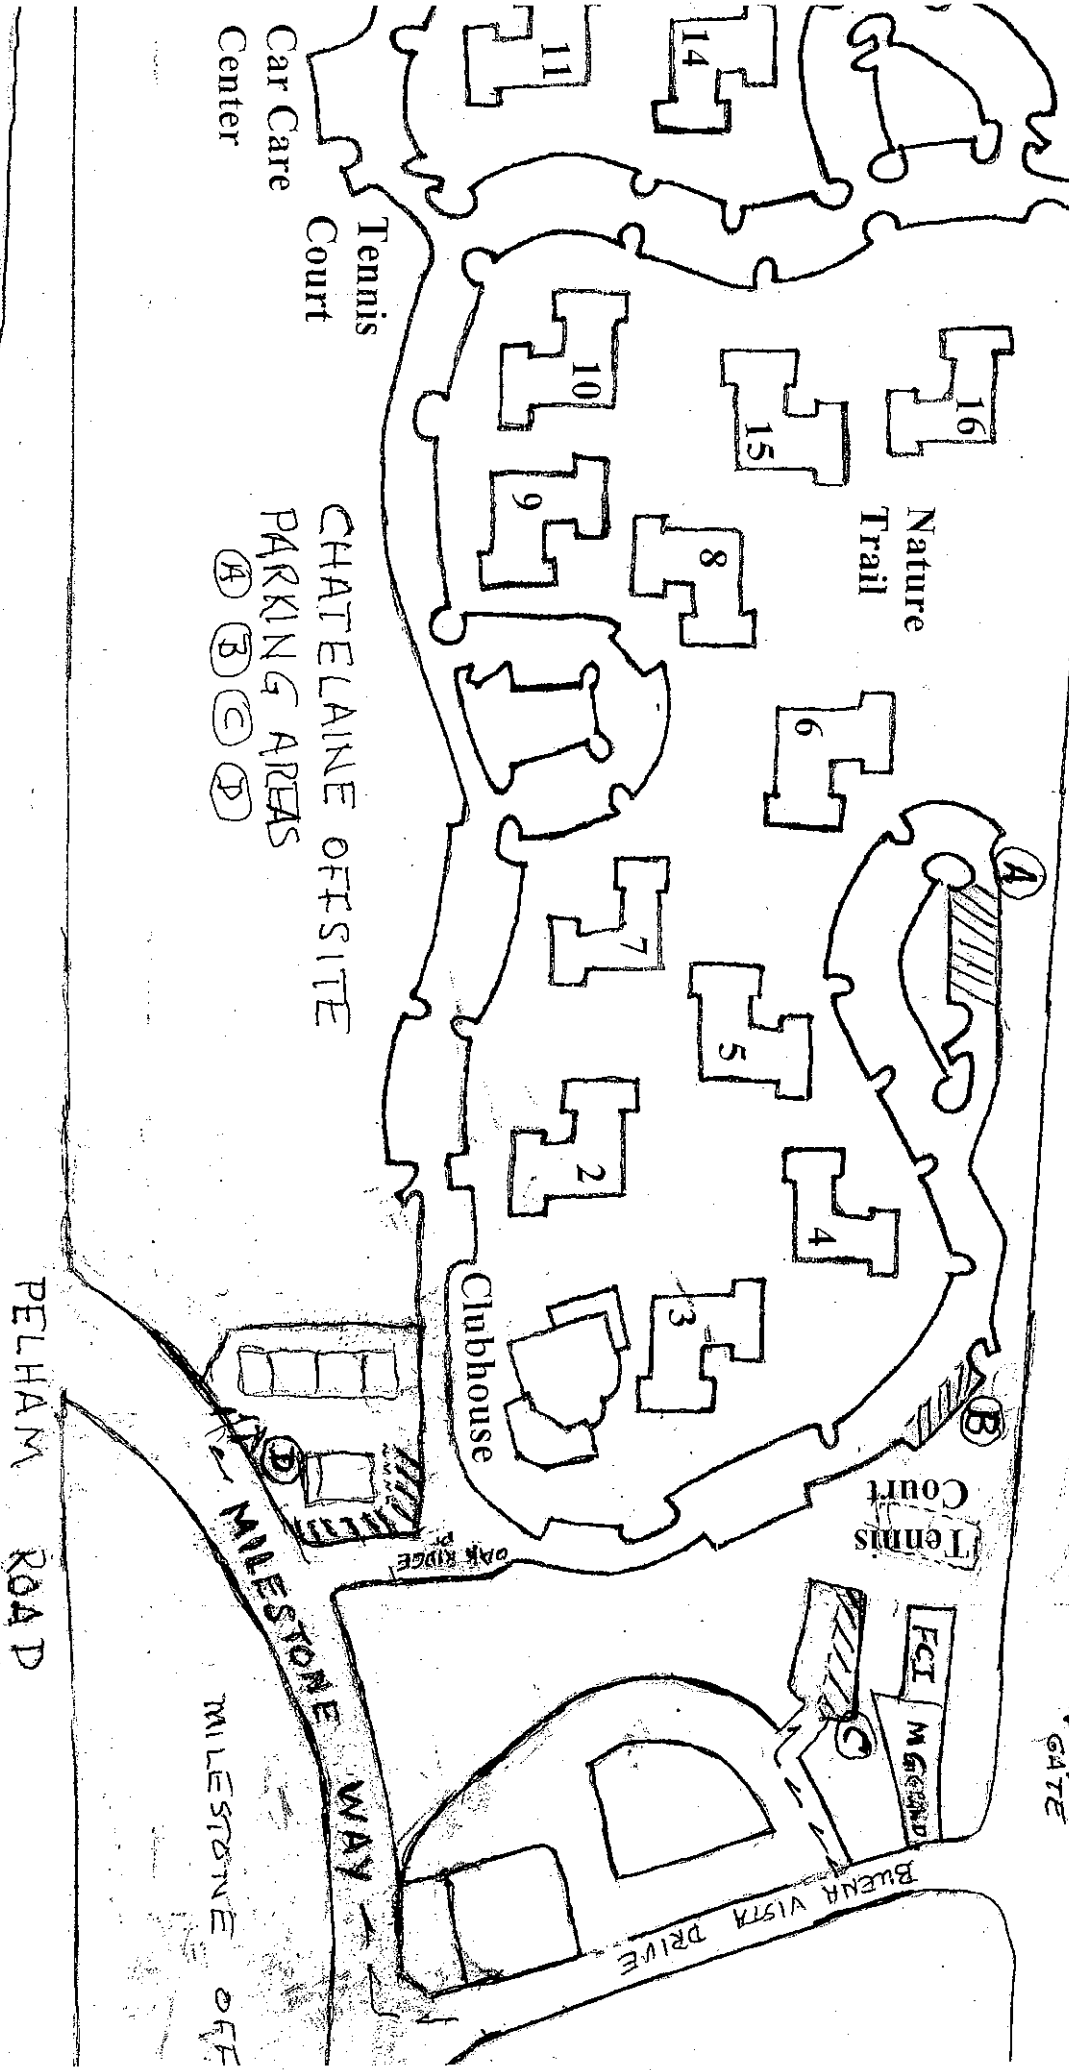 11
14
Car Care
Center
Tennis
Court
10
16
15
9
8
Nature
Trail
CHATELAINE OFFSITE
PARKING AREAS
A B C D
6
A
7
5
2
4
3
Clubhouse
B
Tennis
Court
D
OAK RIDGE
FCI
C
GATE
MILESTONE WAY
BUENA VISTA DRIVE
PELHAM ROAD
MILESTONE OFF